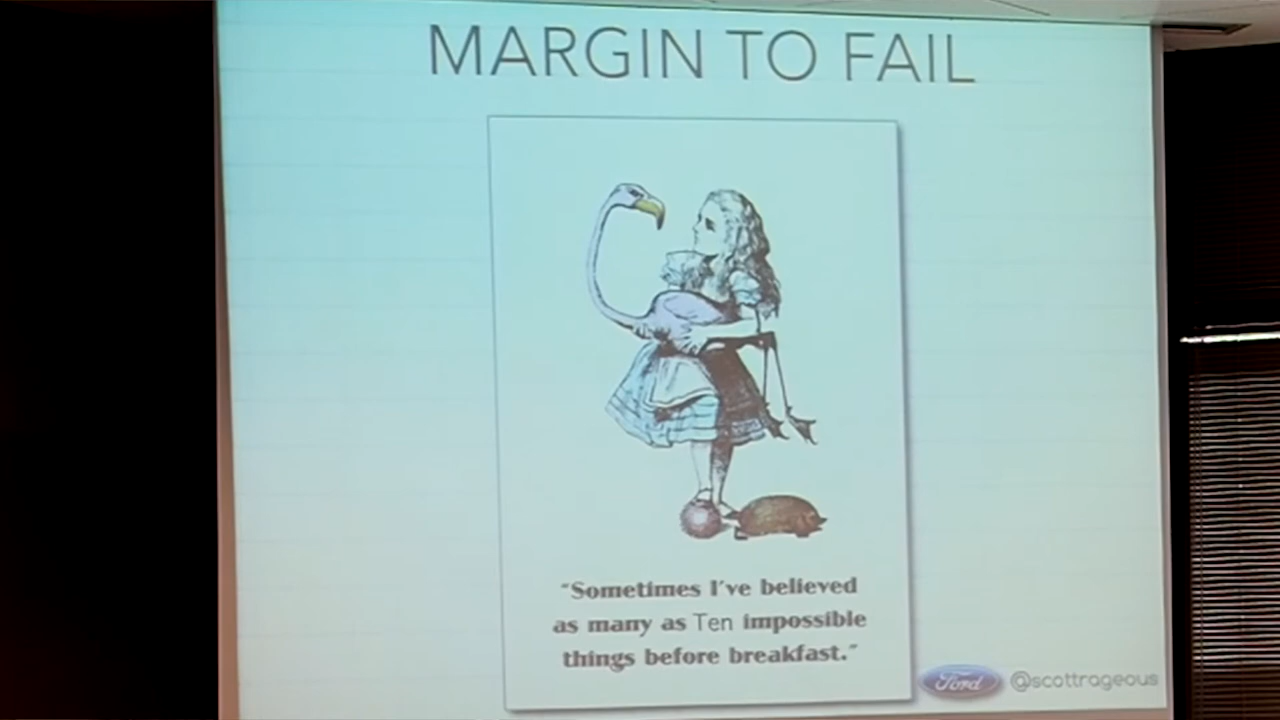 MARGIN TO FAIL
"Sometimes I've believed
as many as Ten impossible
things before breakfast."
Ford @scottrageous